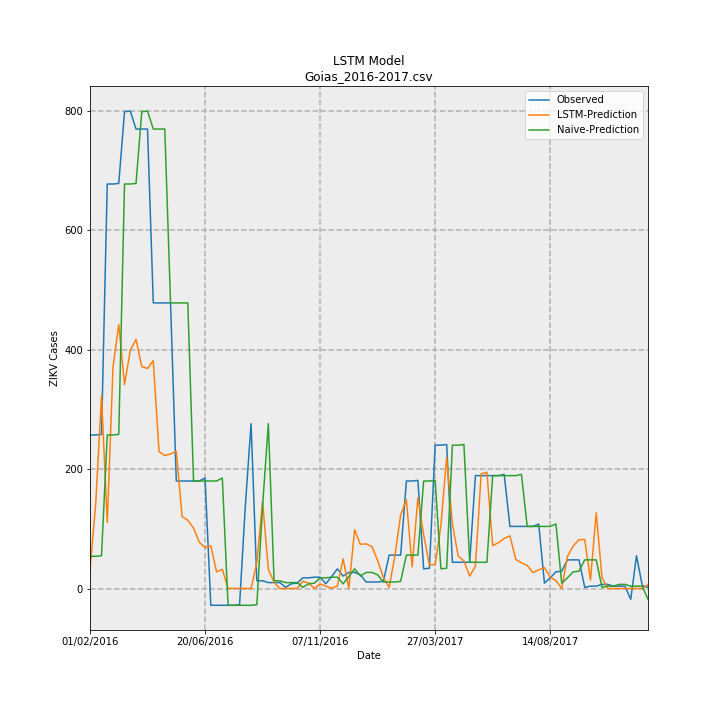 LSTM Model
Goias_2016-2017.csv
Observed
LSTM-Prediction
Naive-Prediction
800
600
400
200
0
ZIKV Cases
01/02/2016
20/06/2016
07/11/2016
27/03/2017
14/08/2017
Date